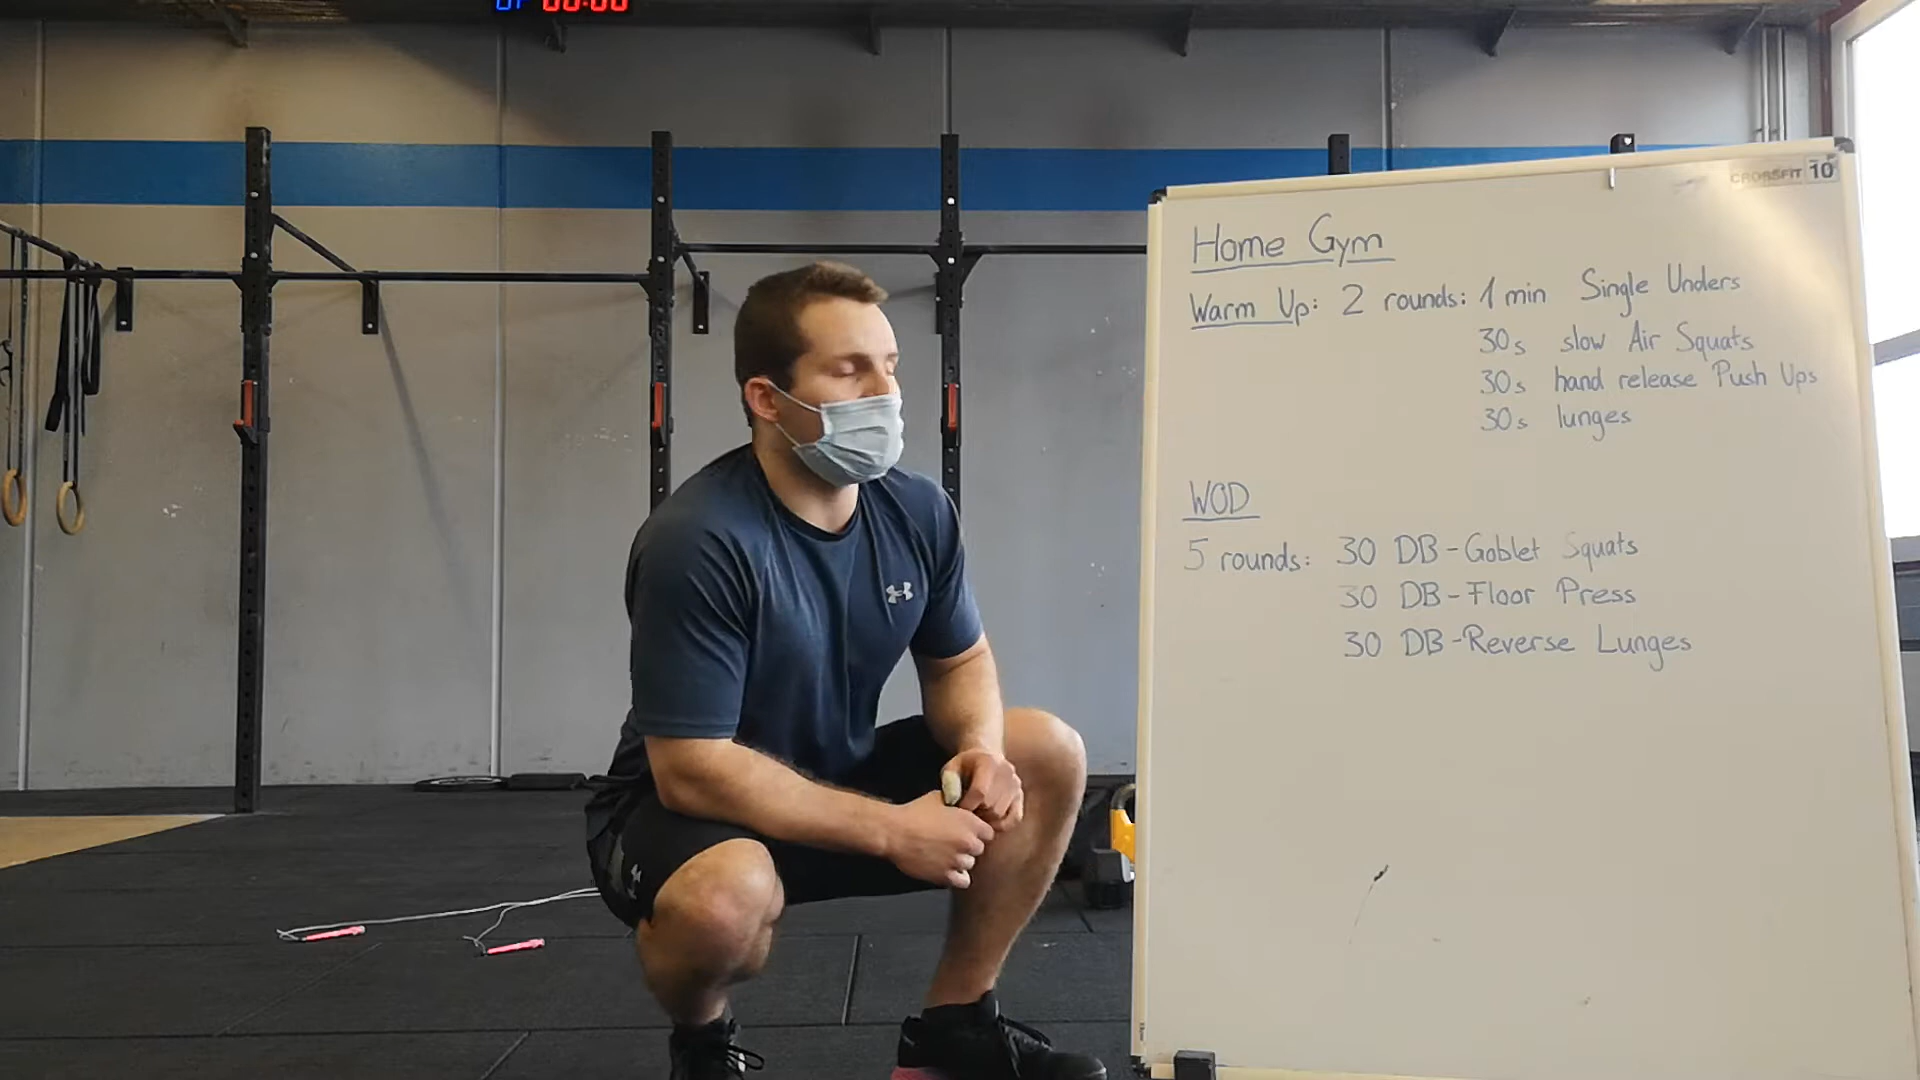 00:00
CROSSFIT 10
Home Gym
Warm Up: 2 rounds: 1 min Single Unders
30s slow Air Squats
30s hand release Push Ups
30s lunges
WOD
5 rounds: 30 DB-Goblet Squats
30 DB-Floor Press
30 DB-Reverse Lunges